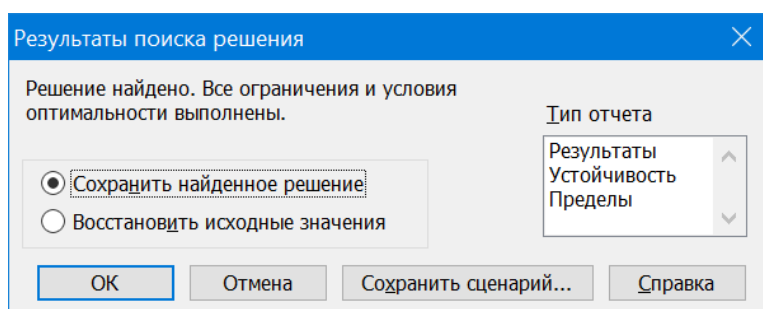 Результаты поиска решения
Решение найдено. Все ограничения и условия
оптимальности выполнены.
Тип отчета
Результаты
Устойчивость
Пределы
Сохранить найденное решение
Восстановить исходные значения
ОК
Отмена
Сохранить сценарий...
Справка